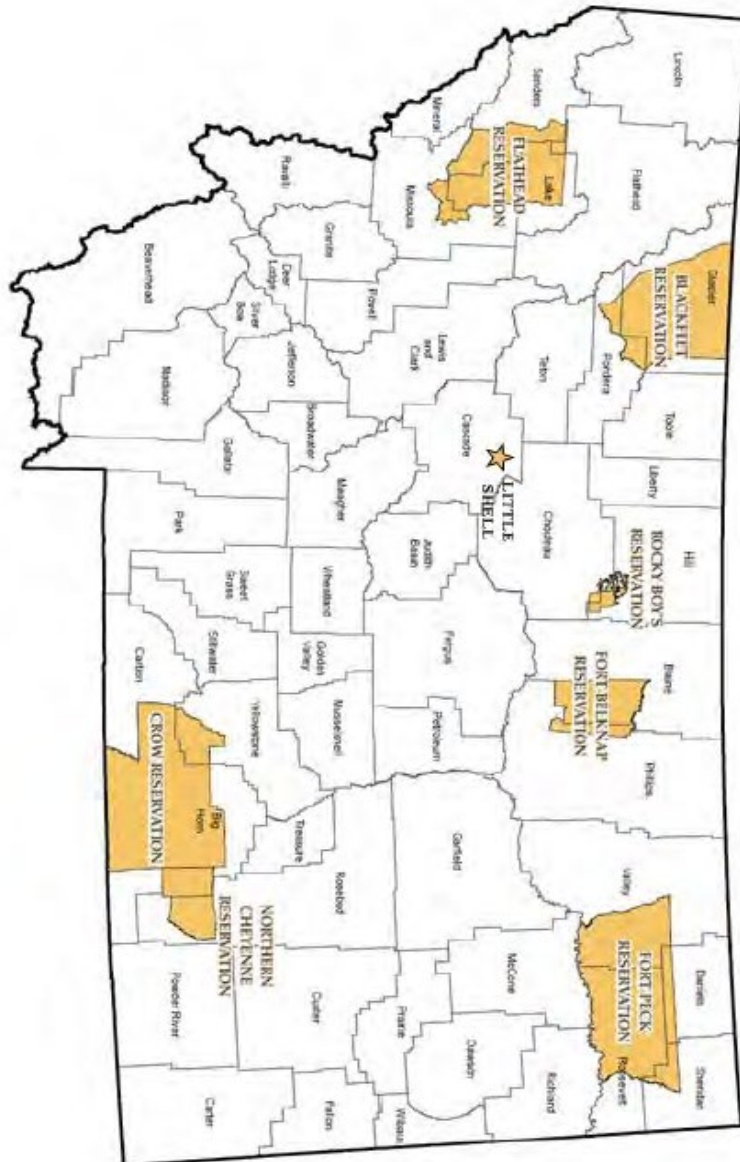 Lincoln
Flathead
Glacier
BLACKFEET
RESERVATION
Toole
Liberty
Hill
ROCKY BOY'S
RESERVATION
Blaine
FORT BELKNAP
RESERVATION
Phillips
Valley
Daniels
Sheridan
FORT PECK
RESERVATION
Roosevelt
Sanders
Lake
FLATHEAD
RESERVATION
Pondera
Teton
Chouteau
Mineral
Missoula
Powell
Lewis
and
Clark
Cascade
LITTLE
SHELL
Judith
Basin
Fergus
Petroleum
Garfield
McCone
Richland
Dawson
Prairie
Wibaux
Ravalli
Granite
Deer
Lodge
Silver
Bow
Jefferson
Broadwater
Meagher
Wheatland
Golden
Valley
Musselshell
Treasure
Rosebud
Custer
Fallon
Beaverhead
Madison
Gallatin
Park
Sweet
Grass
Stillwater
Carbon
Yellowstone
Big
Horn
CROW RESERVATION
NORTHERN
CHEYENNE
RESERVATION
Powder River
Carter